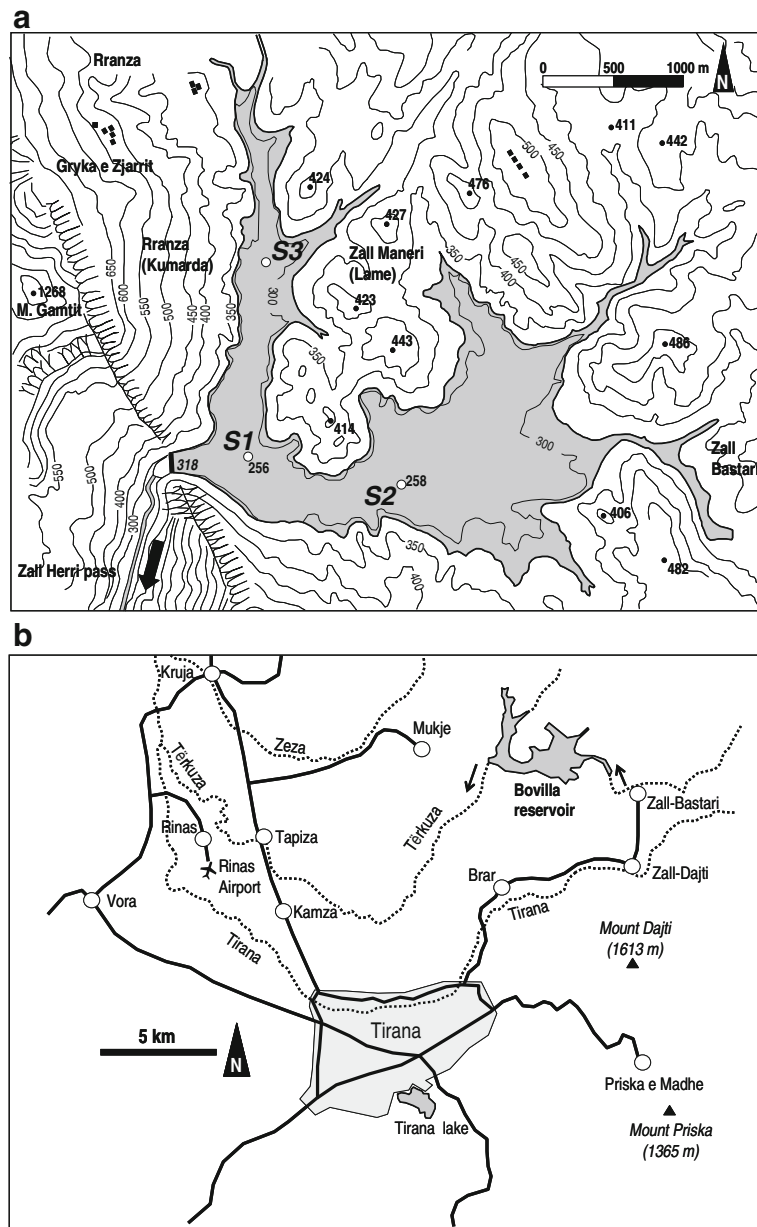 a
Rranza
0 500 1000 m
N
411
442
Gryka e Zjarrit
424
476
500
450
427
S3
Rranza
(Kumarda)
Zall Maneri
(Lame)
350
450
400
1268
M. Gamtit
650
600
550
500
450
400
350
300
423
443
486
350
414
S1
256
318
S2
258
300
Zall
Bastari
550
500
400
300
406
482
350
400
Zall Herri pass
b
Kruja
Zeza
Mukje
Tërkuza
Tërkuza
Bovilla
reservoir
Zall-Bastari
Rinas
Rinas
Airport
Tapiza
Brar
Zall-Dajti
Vora
Kamza
Tirana
Tirana
Mount Dajti
(1613 m)
5 km
N
Tirana
Priska e Madhe
Tirana lake
Mount Priska
(1365 m)